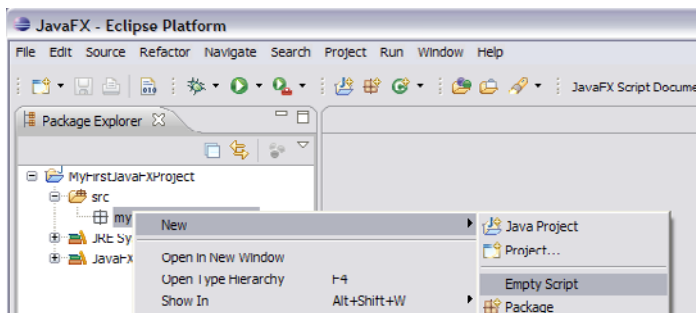 JavaFX - Eclipse Platform
File Edit Source Refactor Navigate Search Project Run Window Help
JavaFX Script Docume
Package Explorer
MyFirstJavaFXProject
src
my
New
Java Project
JRE Sy
Project...
JavaFX
Open in New Window
Open Type Hierarchy F4
Empty Script
Show In Alt+Shift+W
Package